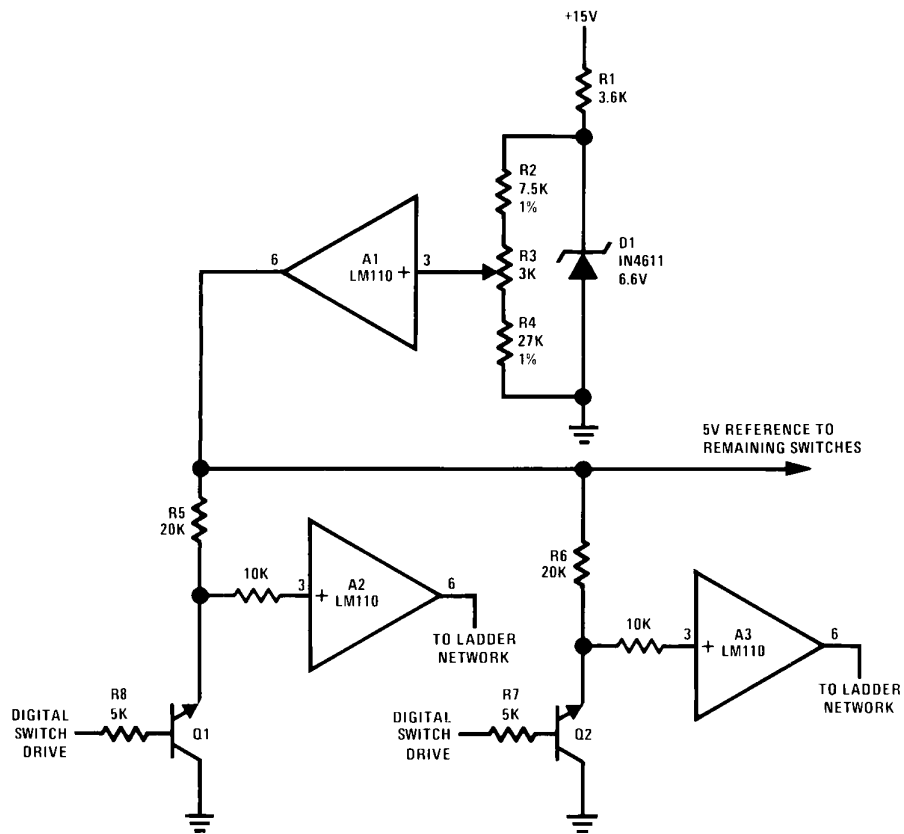 +15V
R1
3.6K
R2
7.5K
1%
R3
3K
R4
27K
1%
D1
IN4611
6.6V
6
A1
LM110
+
3
5V REFERENCE TO
REMAINING SWITCHES
R5
20K
10K
3
+
A2
LM110
6
TO LADDER
NETWORK
R6
20K
10K
3
+
A3
LM110
6
TO LADDER
NETWORK
DIGITAL
SWITCH
DRIVE
R8
5K
Q1
DIGITAL
SWITCH
DRIVE
R7
5K
Q2